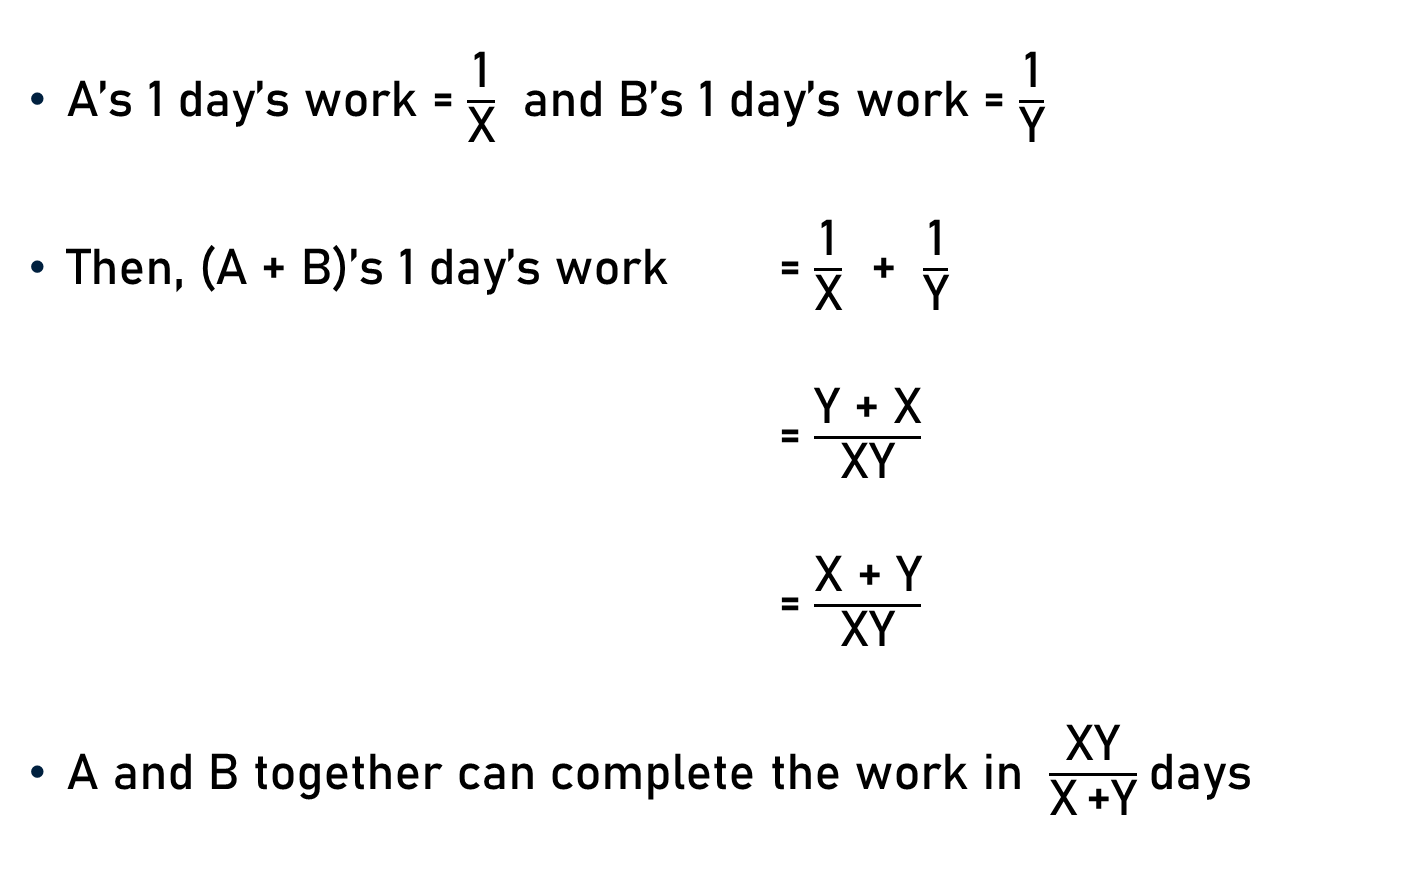 • A’s 1 day’s work = 1/X and B’s 1 day’s work = 1/Y
• Then, (A + B)’s 1 day’s work = 1/X + 1/Y
= Y + X/XY
= X + Y/XY
• A and B together can complete the work in XY/X +Y days